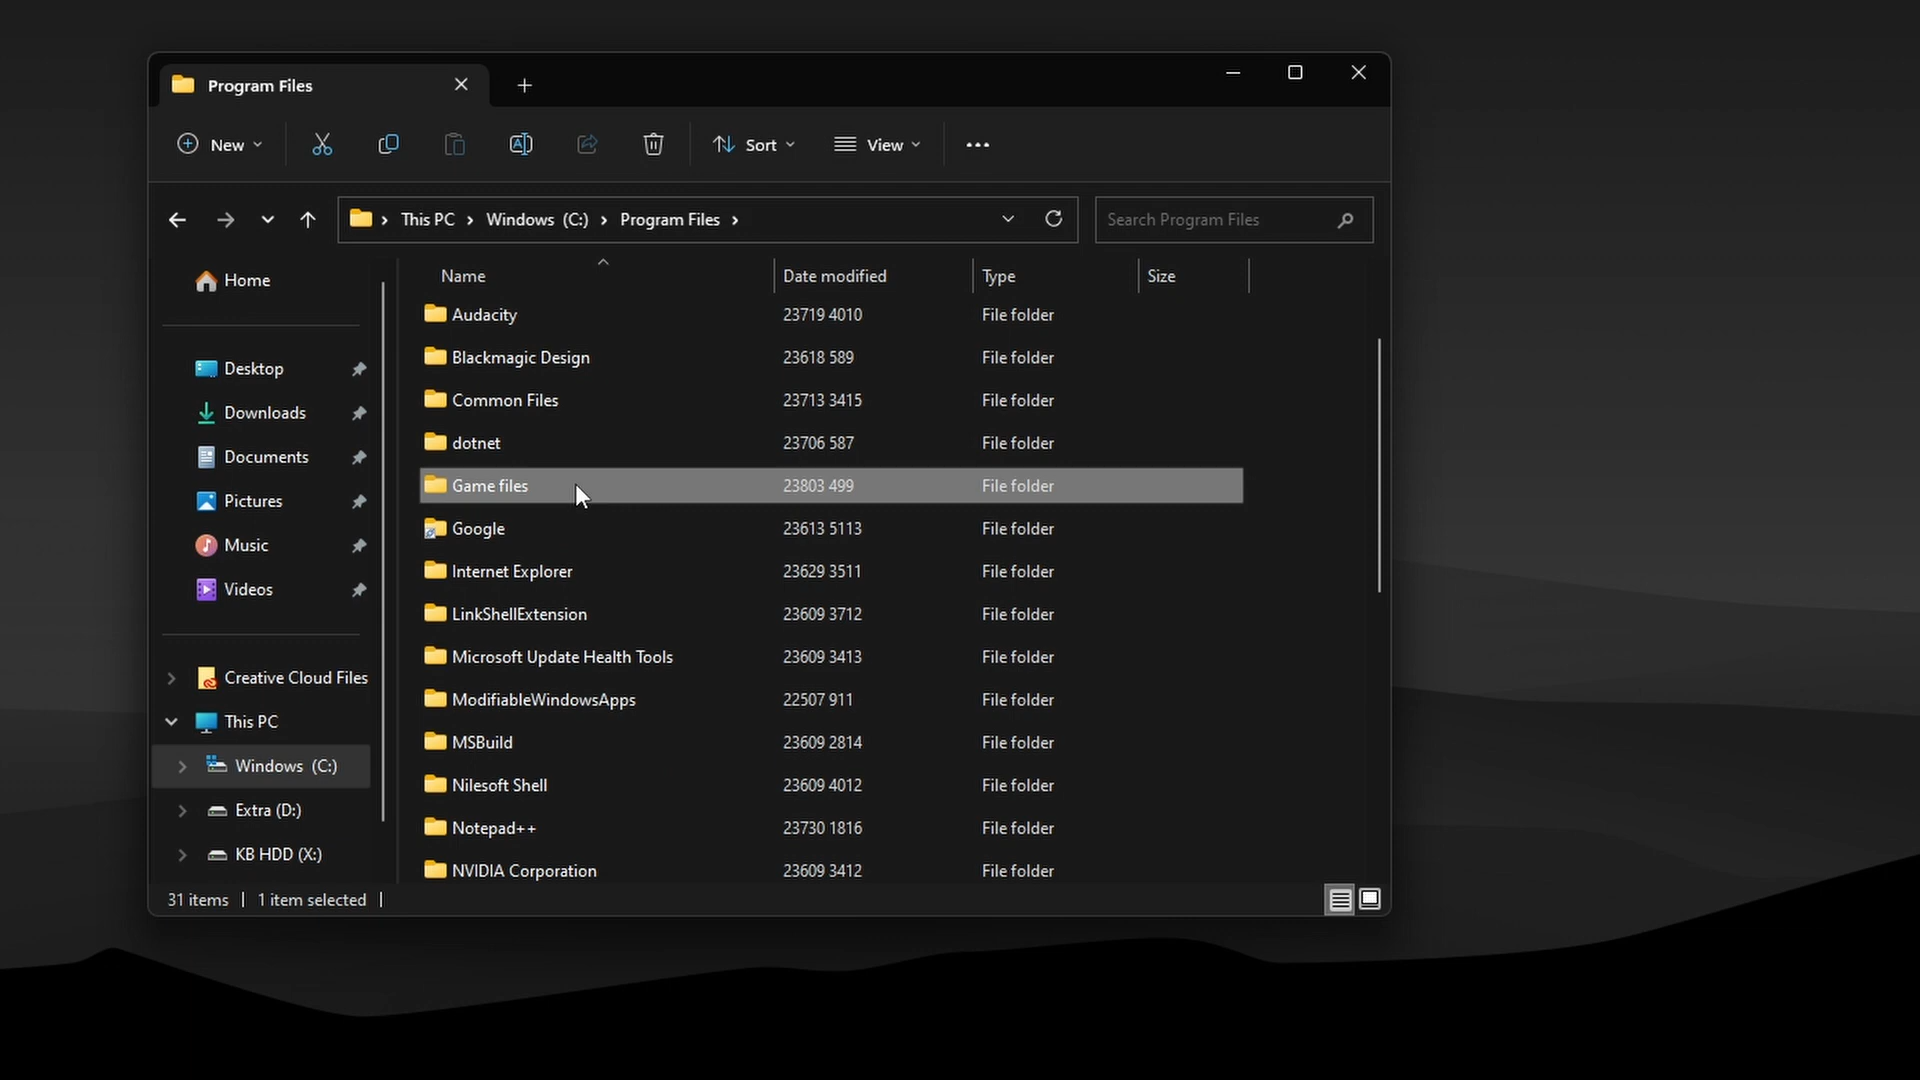 Program Files
New
Sort
View
This PC
Windows (C:)
Program Files
Search Program Files
Home
Desktop
Downloads
Documents
Pictures
Music
Videos
Creative Cloud Files
This PC
Windows (C:)
Extra (D:)
KB HDD (X:)
Name Date modified Type Size
Audacity 23719 4010 File folder
Blackmagic Design 23618 589 File folder
Common Files 23713 3415 File folder
dotnet 23706 587 File folder
Game files 23803 499 File folder
Google 23613 5113 File folder
Internet Explorer 23629 3511 File folder
LinkShellExtension 23609 3712 File folder
Microsoft Update Health Tools 23609 3413 File folder
ModifiableWindowsApps 22507 911 File folder
MSBuild 23609 2814 File folder
Nilesoft Shell 23609 4012 File folder
Notepad++ 23730 1816 File folder
NVIDIA Corporation 23609 3412 File folder
31 items
1 item selected